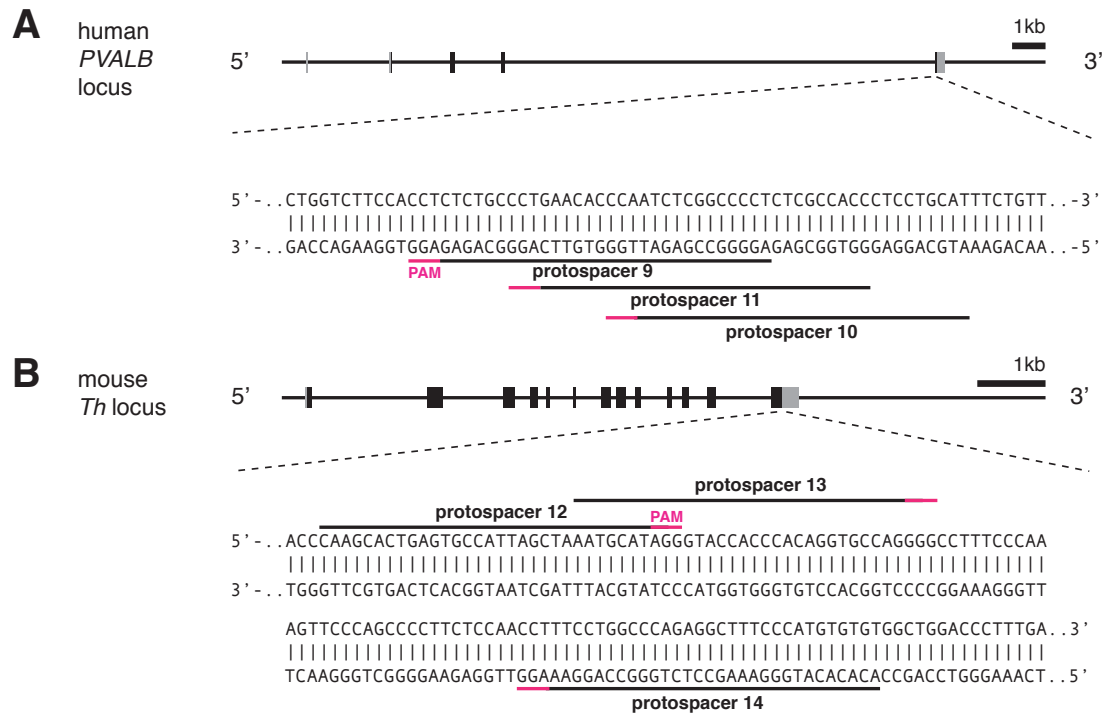 A
human
PVALB
locus
5’
3’
1kb
5’-..CTGGTCTTCCACCTCTCTGCCCTGAACACCCAATCTCGGCCCCTCTCGCCACCCTCCTGCATTTCTGTT..-3’
3’-..GACCAGAAGGTGGAGAGACGGGACTTGTGGGTTAGAGCCGGGGAGAGCGGTGGGAGGACGTAAAGACAA..-5’
PAM
protospacer 9
protospacer 11
protospacer 10
B
mouse
Th locus
5’
3’
1kb
protospacer 13
protospacer 12
PAM
5’-..ACCCAAGCACTGAGTGCCATTAGCTAAATGCATAGGGTACCACCCACAGGTGCCAGGGGCCTTTCCCAA
3’-..TGGGTTCGTGACTCACGGTAATCGATTTACGTATCCCATGGTGGGTGTCCACGGTCCCCGGAAAGGGTT
AGTTCCCAGCCCCTTCTCCAACCTTTCCTGGCCCAGAGGCTTTCCCATGTGTGTGGCTGGACCCTTTGA..3’
TCAAGGGTCGGGGAAGAGGTTGGAAAGGACCGGGTCTCCGAAAGGGTACACACACCGACCTGGGAAACT..5’
protospacer 14